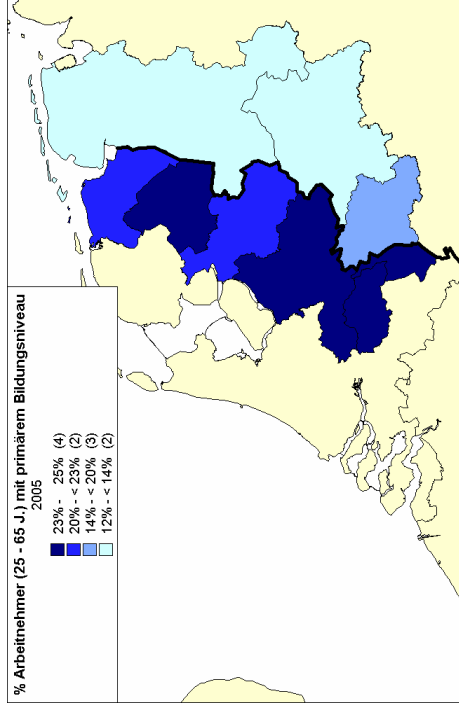 % Arbeitnehmer (25 - 65 J.) mit primärem Bildungsniveau
2005
23% - 25% (4)
20% - < 23% (2)
14% - < 20% (3)
12% - < 14% (2)